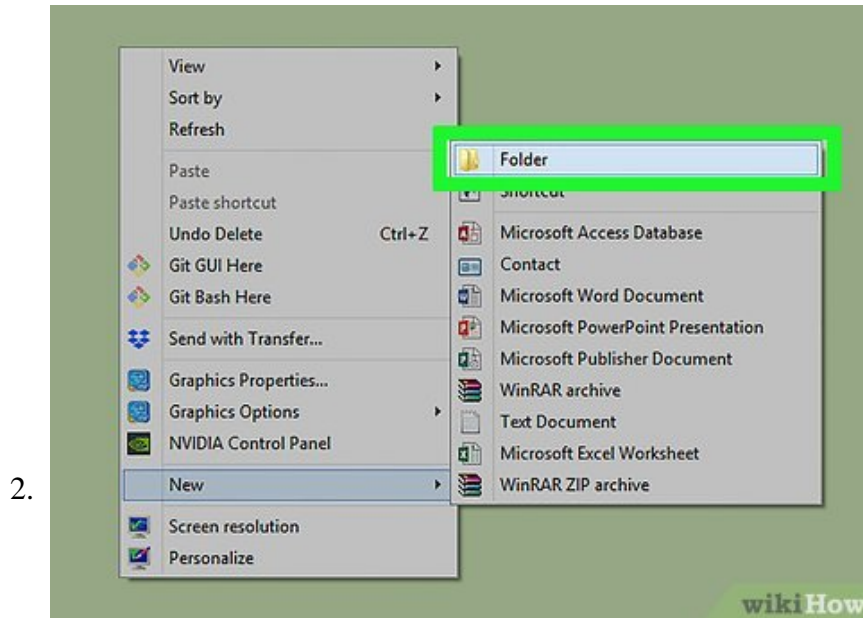 View
Sort by
Refresh
Paste
Paste shortcut
Undo Delete Ctrl+Z
Git GUI Here
Git Bash Here
Send with Transfer...
Graphics Properties...
Graphics Options
NVIDIA Control Panel
New
Screen resolution
Personalize
Folder
Shortcut
Microsoft Access Database
Contact
Microsoft Word Document
Microsoft PowerPoint Presentation
Microsoft Publisher Document
WinRAR archive
Text Document
Microsoft Excel Worksheet
WinRAR ZIP archive
2.
wikiHow